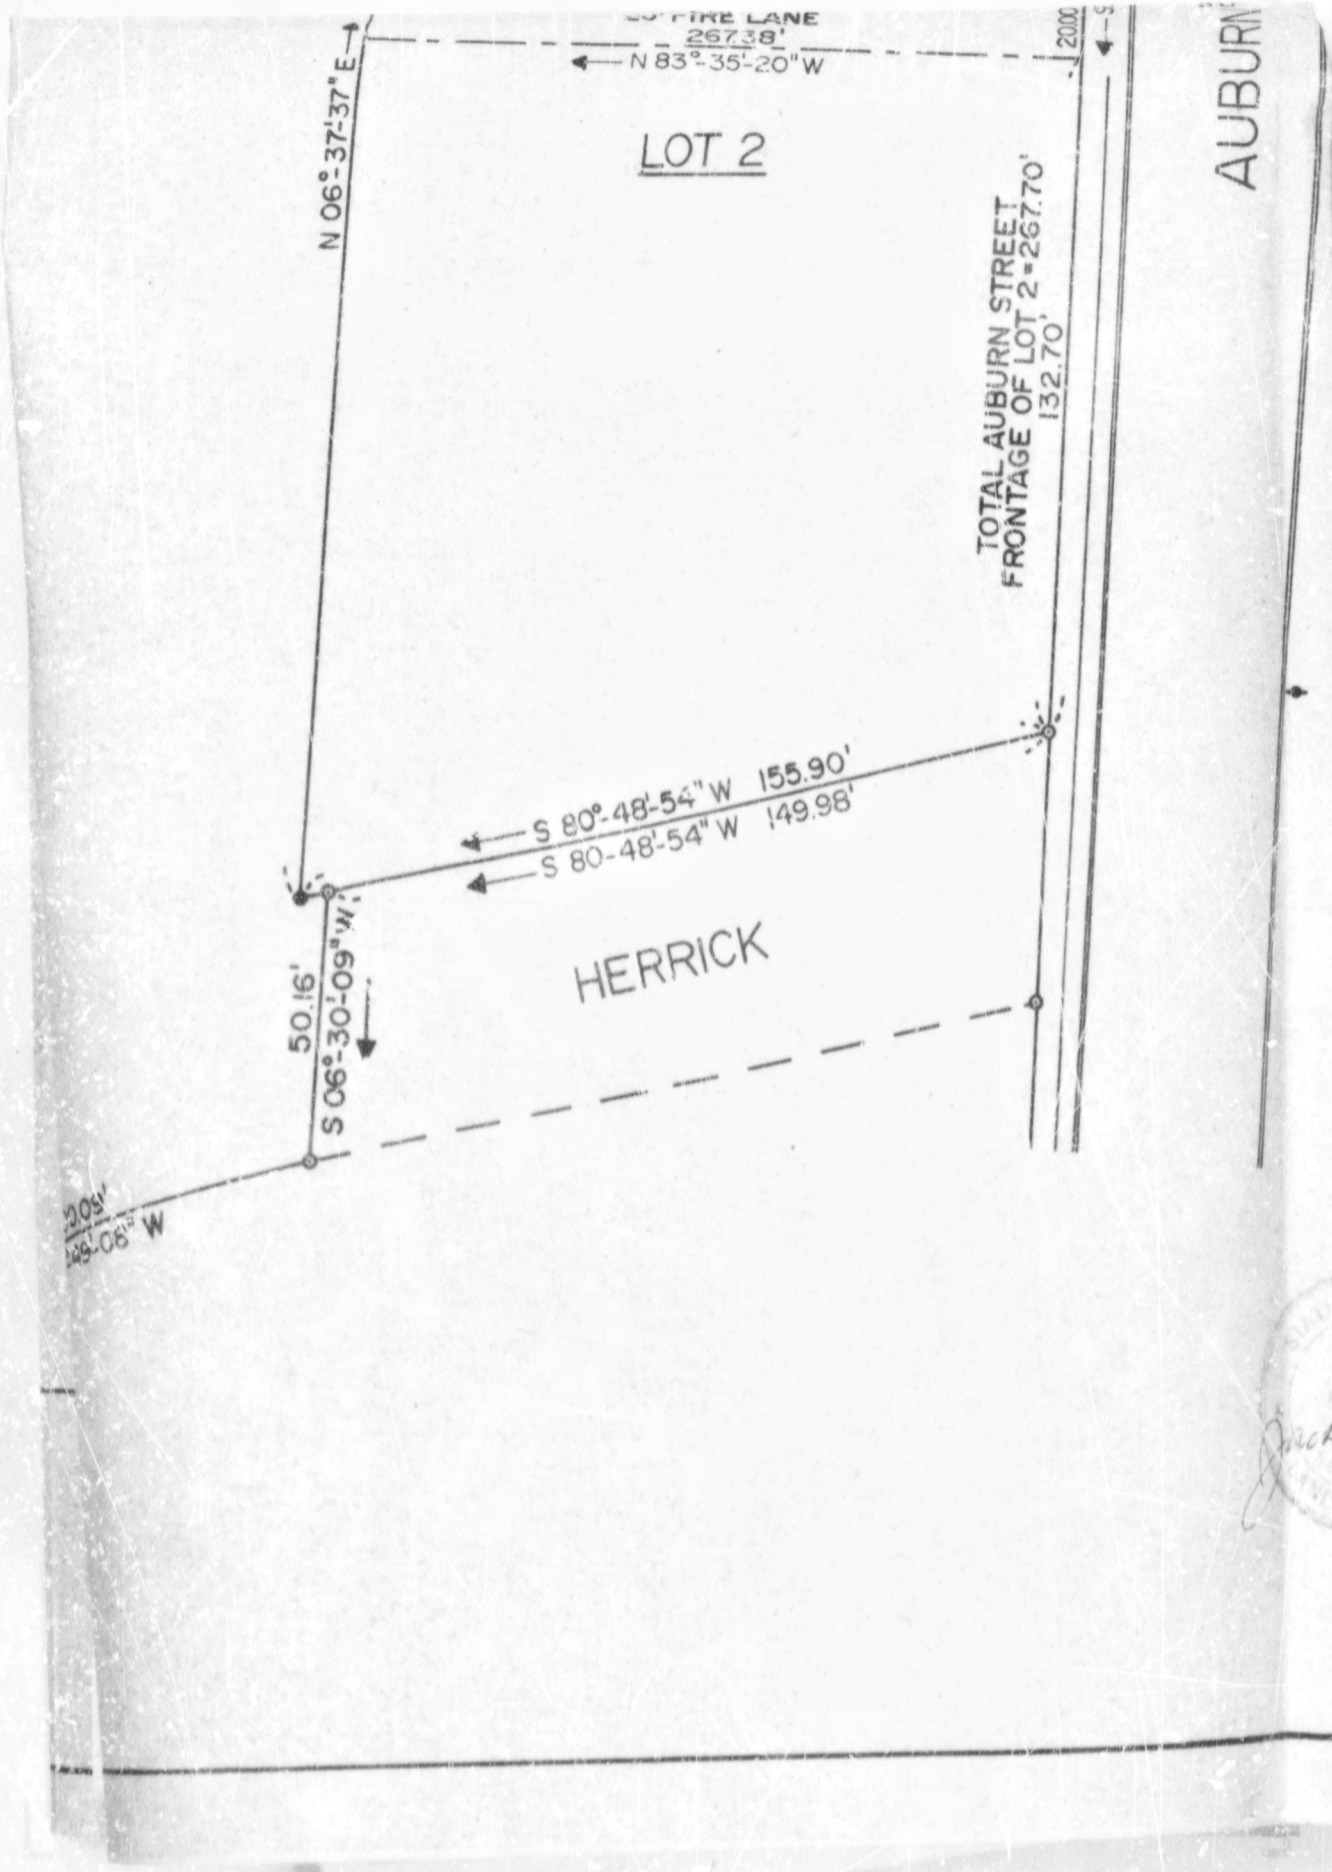 FIRE LANE
267.38'
N 83°-35'-20" W
20.00
AUBURN
N 06°-37'-37" E
LOT 2
TOTAL AUBURN STREET
FRONTAGE OF LOT 2=267.70'
132.70'
S 80°-48'-54" W 155.90'
S 80-48'-54" W 149.98'
HERRICK
50.16'
S 06°-30'-09" W
-08" W